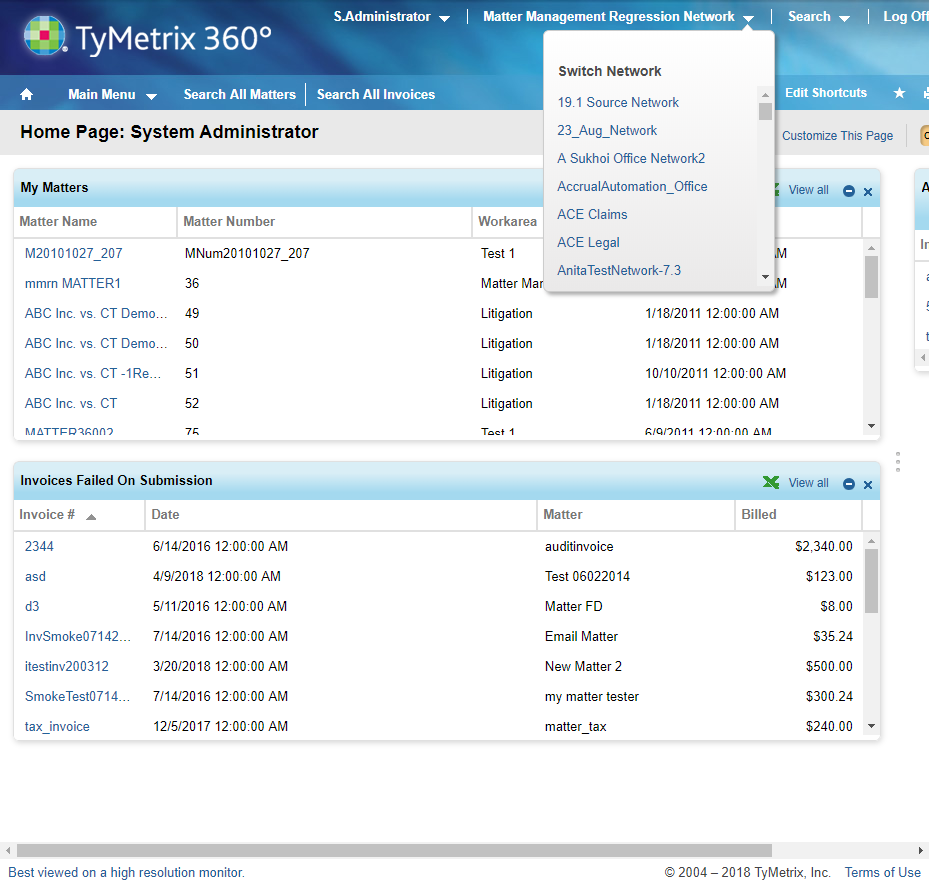 S.Administrator Matter Management Regression Network Search Log Off
TyMetrix 360°
Main Menu Search All Matters Search All Invoices Edit Shortcuts
Switch Network
19.1 Source Network
23_Aug_Network
A Sukhoi Office Network2
AccrualAutomation_Office
ACE Claims
ACE Legal
AnitaTestNetwork-7.3
Home Page: System Administrator Customize This Page
My Matters View all
Matter Name Matter Number Workarea
M20101027_207 MNum20101027_207 Test 1
mmrn MATTER1 36
ABC Inc. vs. CT Demo... 49 Litigation 1/18/2011 12:00:00 AM
ABC Inc. vs. CT Demo... 50 Litigation 1/18/2011 12:00:00 AM
ABC Inc. vs. CT -1Re... 51 Litigation 10/10/2011 12:00:00 AM
ABC Inc. vs. CT 52 Litigation 1/18/2011 12:00:00 AM
MATTER36002 75 Test 1 6/9/2011 12:00:00 AM
Invoices Failed On Submission View all
Invoice # Date Matter Billed
2344 6/14/2016 12:00:00 AM auditinvoice $2,340.00
asd 4/9/2018 12:00:00 AM Test 06022014 $123.00
d3 5/11/2016 12:00:00 AM Matter FD $8.00
InvSmoke07142... 7/14/2016 12:00:00 AM Email Matter $35.24
itestinv200312 3/20/2018 12:00:00 AM New Matter 2 $500.00
SmokeTest0714... 7/14/2016 12:00:00 AM my matter tester $300.24
tax_invoice 12/5/2017 12:00:00 AM matter_tax $240.00
Best viewed on a high resolution monitor. © 2004 – 2018 TyMetrix, Inc. Terms of Use